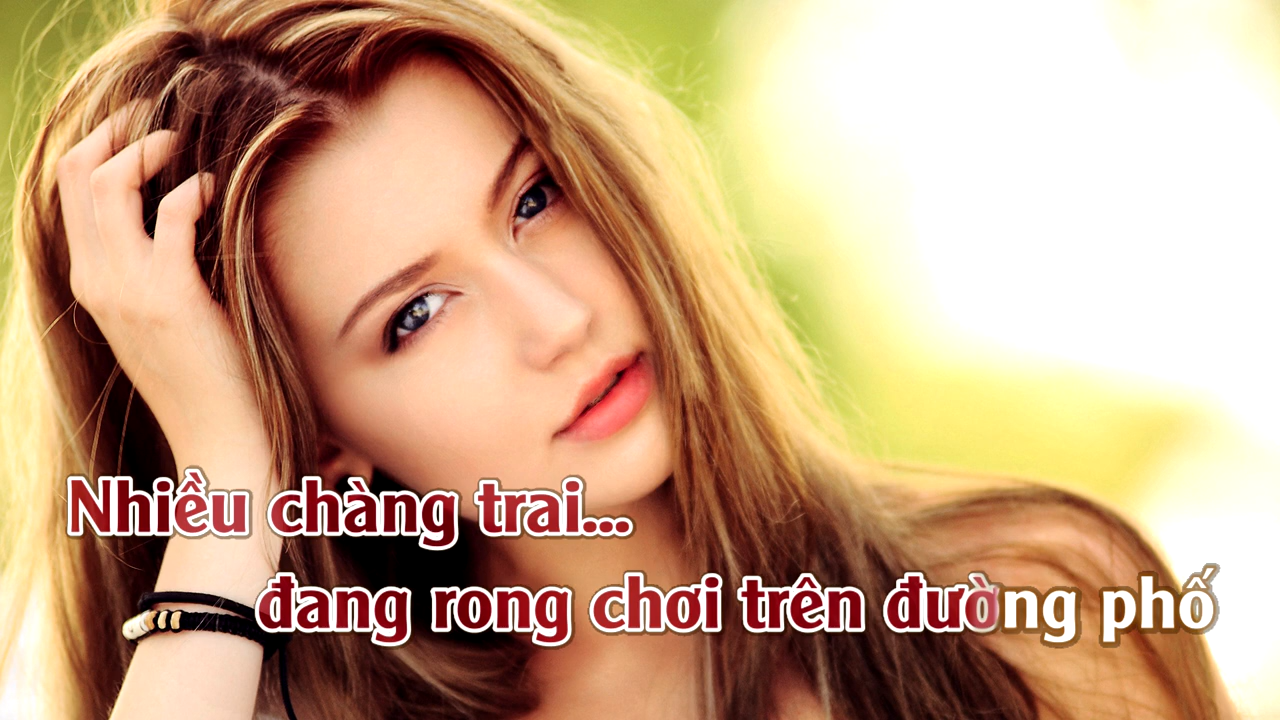 Nhiều chàng trai...
đang rong chơi trên đường phố